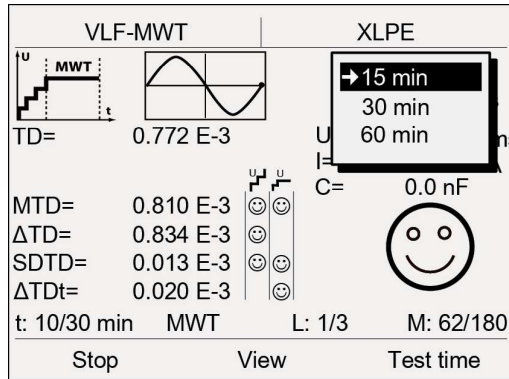 VLF-MWT XLPE
U
MWT
t
15 min
30 min
60 min
TD= 0.772 E-3
U
I=
C= 0.0 nF
U U
MTD= 0.810 E-3
ΔTD= 0.834 E-3
SDTD= 0.013 E-3
ΔTDt= 0.020 E-3
t: 10/30 min MWT L: 1/3 M: 62/180
Stop View Test time